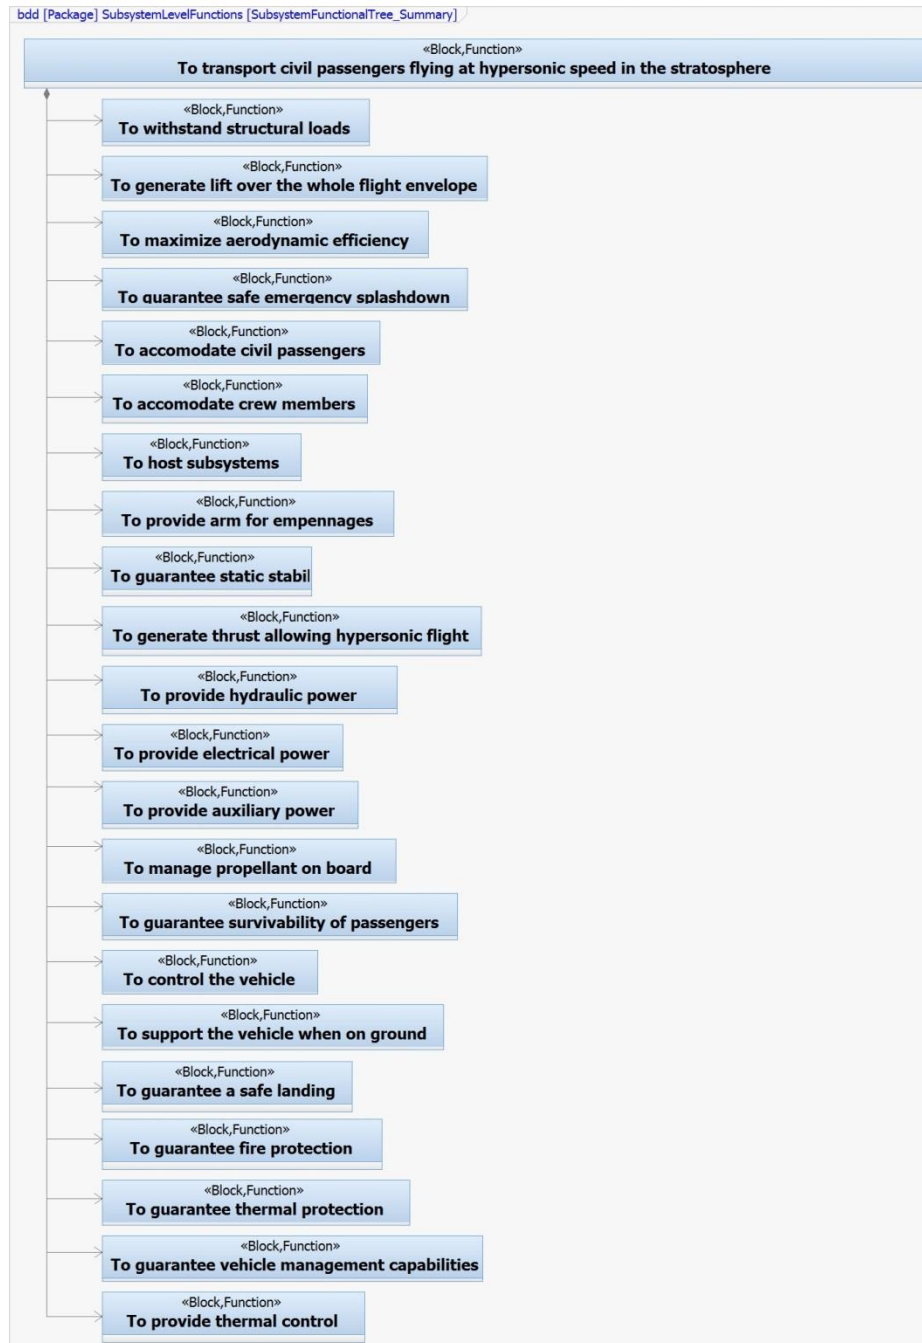 bdd [Package] SubsystemLevelFunctions [SubsystemFunctionalTree_Summary]
«Block,Function»
To transport civil passengers flying at hypersonic speed in the stratosphere
«Block,Function»
To withstand structural loads
«Block,Function»
To generate lift over the whole flight envelope
«Block,Function»
To maximize aerodynamic efficiency
«Block,Function»
To guarantee safe emergency splashdown
«Block,Function»
To accomodate civil passengers
«Block,Function»
To accomodate crew members
«Block,Function»
To host subsystems
«Block,Function»
To provide arm for empennages
«Block,Function»
To guarantee static stabil
«Block,Function»
To generate thrust allowing hypersonic flight
«Block,Function»
To provide hydraulic power
«Block,Function»
To provide electrical power
«Block,Function»
To provide auxiliary power
«Block,Function»
To manage propellant on board
«Block,Function»
To guarantee survivability of passengers
«Block,Function»
To control the vehicle
«Block,Function»
To support the vehicle when on ground
«Block,Function»
To guarantee a safe landing
«Block,Function»
To guarantee fire protection
«Block,Function»
To guarantee thermal protection
«Block,Function»
To guarantee vehicle management capabilities
«Block,Function»
To provide thermal control